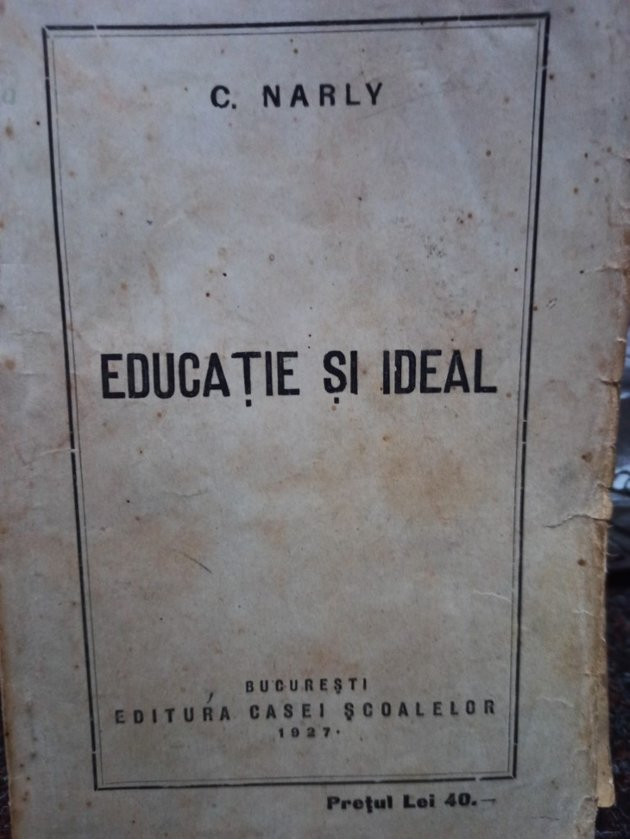 C. NARLY
EDUCAȚIE ȘI IDEAL
BUCUREȘTI
EDITURA CASEI ȘCOALELOR
1927.
Prețul Lei 40.—